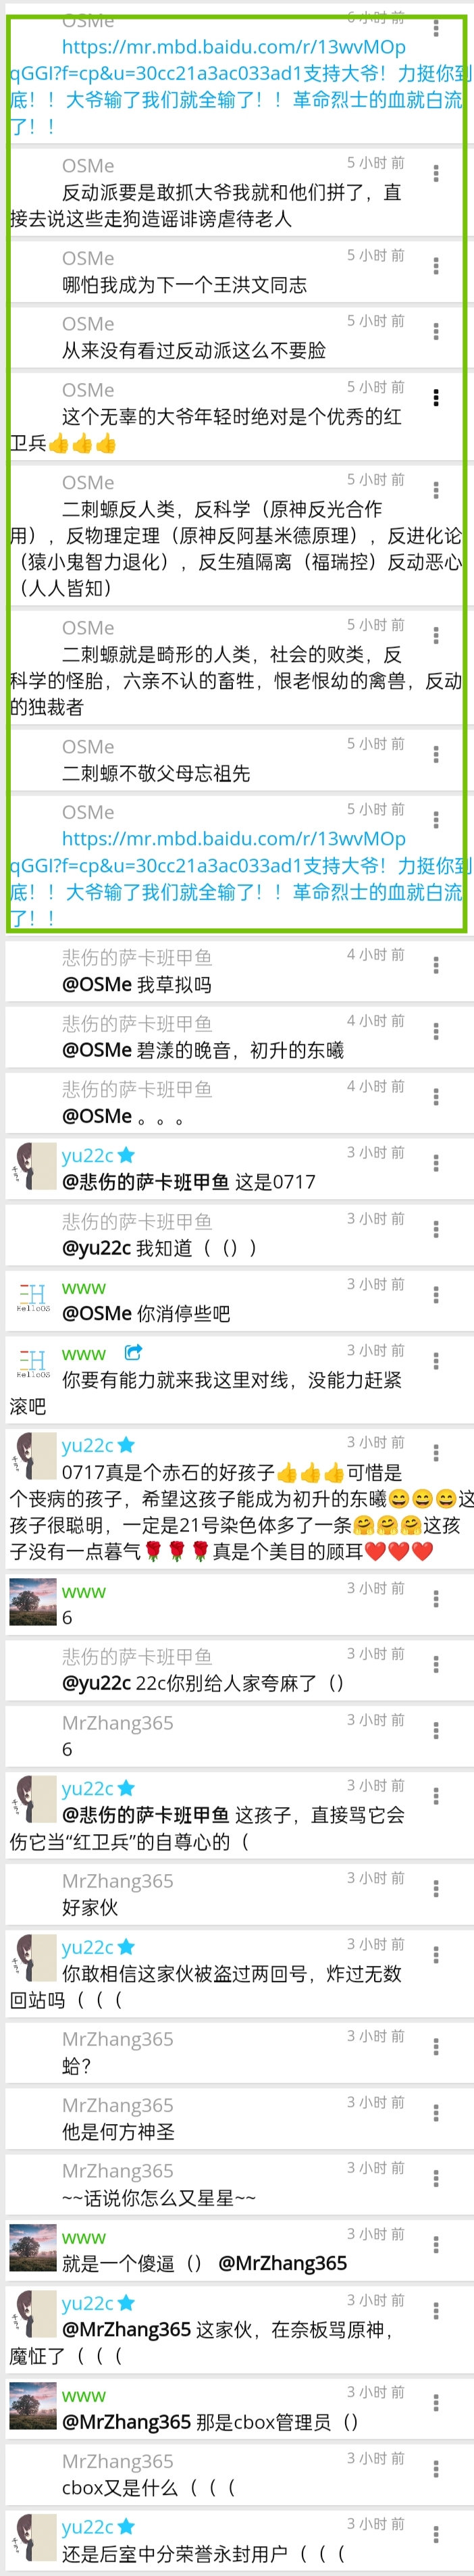 OSMe
6 小时 前
https://mr.mbd.baidu.com/r/13wvMOp
qGGI?f=cp&u=30cc21a3ac033ad1支持大爷！力挺你到
底！！大爷输了我们就全输了！！革命烈士的血就白流
了！！
OSMe
5 小时 前
反动派要是敢抓大爷我就和他们拼了，直
接去说这些走狗造谣诽谤虐待老人
OSMe
5 小时 前
哪怕我成为下一个王洪文同志
OSMe
5 小时 前
从来没有看过反动派这么不要脸
OSMe
5 小时 前
这个无辜的大爷年轻时绝对是个优秀的红
卫兵👍👍👍
OSMe
5 小时 前
二刺螈反人类，反科学（原神反光合作
用），反物理定理（原神反阿基米德原理），反进化论
（猿小鬼智力退化），反生殖隔离（福瑞控）反动恶心
（人人皆知）
OSMe
5 小时 前
二刺螈就是畸形的人类，社会的败类，反
科学的怪胎，六亲不认的畜牲，恨老恨幼的禽兽，反动
的独裁者
OSMe
5 小时 前
二刺螈不敬父母忘祖先
OSMe
5 小时 前
https://mr.mbd.baidu.com/r/13wvMOp
qGGI?f=cp&u=30cc21a3ac033ad1支持大爷！力挺你到
底！！大爷输了我们就全输了！！革命烈士的血就白流
了！！
悲伤的萨卡班甲鱼
4 小时 前
@OSMe 我草拟吗
悲伤的萨卡班甲鱼
4 小时 前
@OSMe 碧漾的晚音，初升的东曦
悲伤的萨卡班甲鱼
4 小时 前
@OSMe 。。。
yu22c
3 小时 前
@悲伤的萨卡班甲鱼 这是0717
悲伤的萨卡班甲鱼
3 小时 前
@yu22c 我知道（（））
www
3 小时 前
HelloOS
@OSMe 你消停些吧
www
3 小时 前
HelloOS
你要有能力就来我这里对线，没能力赶紧
滚吧
yu22c
3 小时 前
0717真是个赤石的好孩子👍👍👍可惜是
个丧病的孩子，希望这孩子能成为初升的东曦😄😄😄这
孩子很聪明，一定是21号染色体多了一条🤗🤗🤗这孩
子没有一点暮气🌹🌹🌹真是个美目的顾耳❤️❤️❤️
www
3 小时 前
6
悲伤的萨卡班甲鱼
3 小时 前
@yu22c 22c你别给人家夸麻了（）
MrZhang365
3 小时 前
6
yu22c
3 小时 前
@悲伤的萨卡班甲鱼 这孩子，直接骂它会
伤它当“红卫兵”的自尊心的（
MrZhang365
3 小时 前
好家伙
yu22c
3 小时 前
你敢相信这家伙被盗过两回号，炸过无数
回站吗（（（
MrZhang365
3 小时 前
蛤？
MrZhang365
3 小时 前
他是何方神圣
MrZhang365
3 小时 前
~~话说你怎么又星星~~
www
3 小时 前
就是一个傻逼（） @MrZhang365
yu22c
3 小时 前
@MrZhang365 这家伙，在奈板骂原神，
魔怔了（（（
www
3 小时 前
@MrZhang365 那是cbox管理员（）
MrZhang365
3 小时 前
cbox又是什么（（（
yu22c
3 小时 前
还是后室中分荣誉永封用户（（（